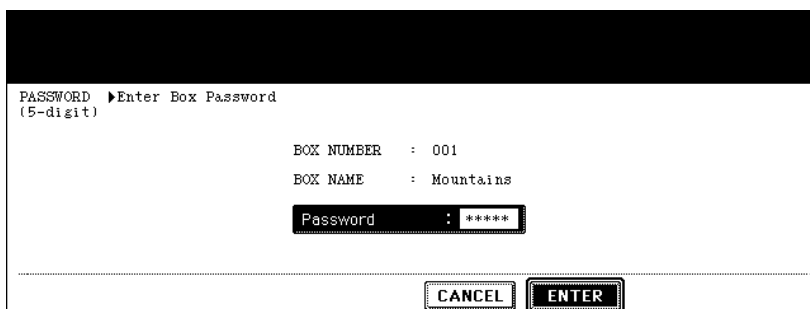 PASSWORD ▶Enter Box Password
(5-digit)
BOX NUMBER : 001
BOX NAME : Mountains
Password : *****
CANCEL ENTER